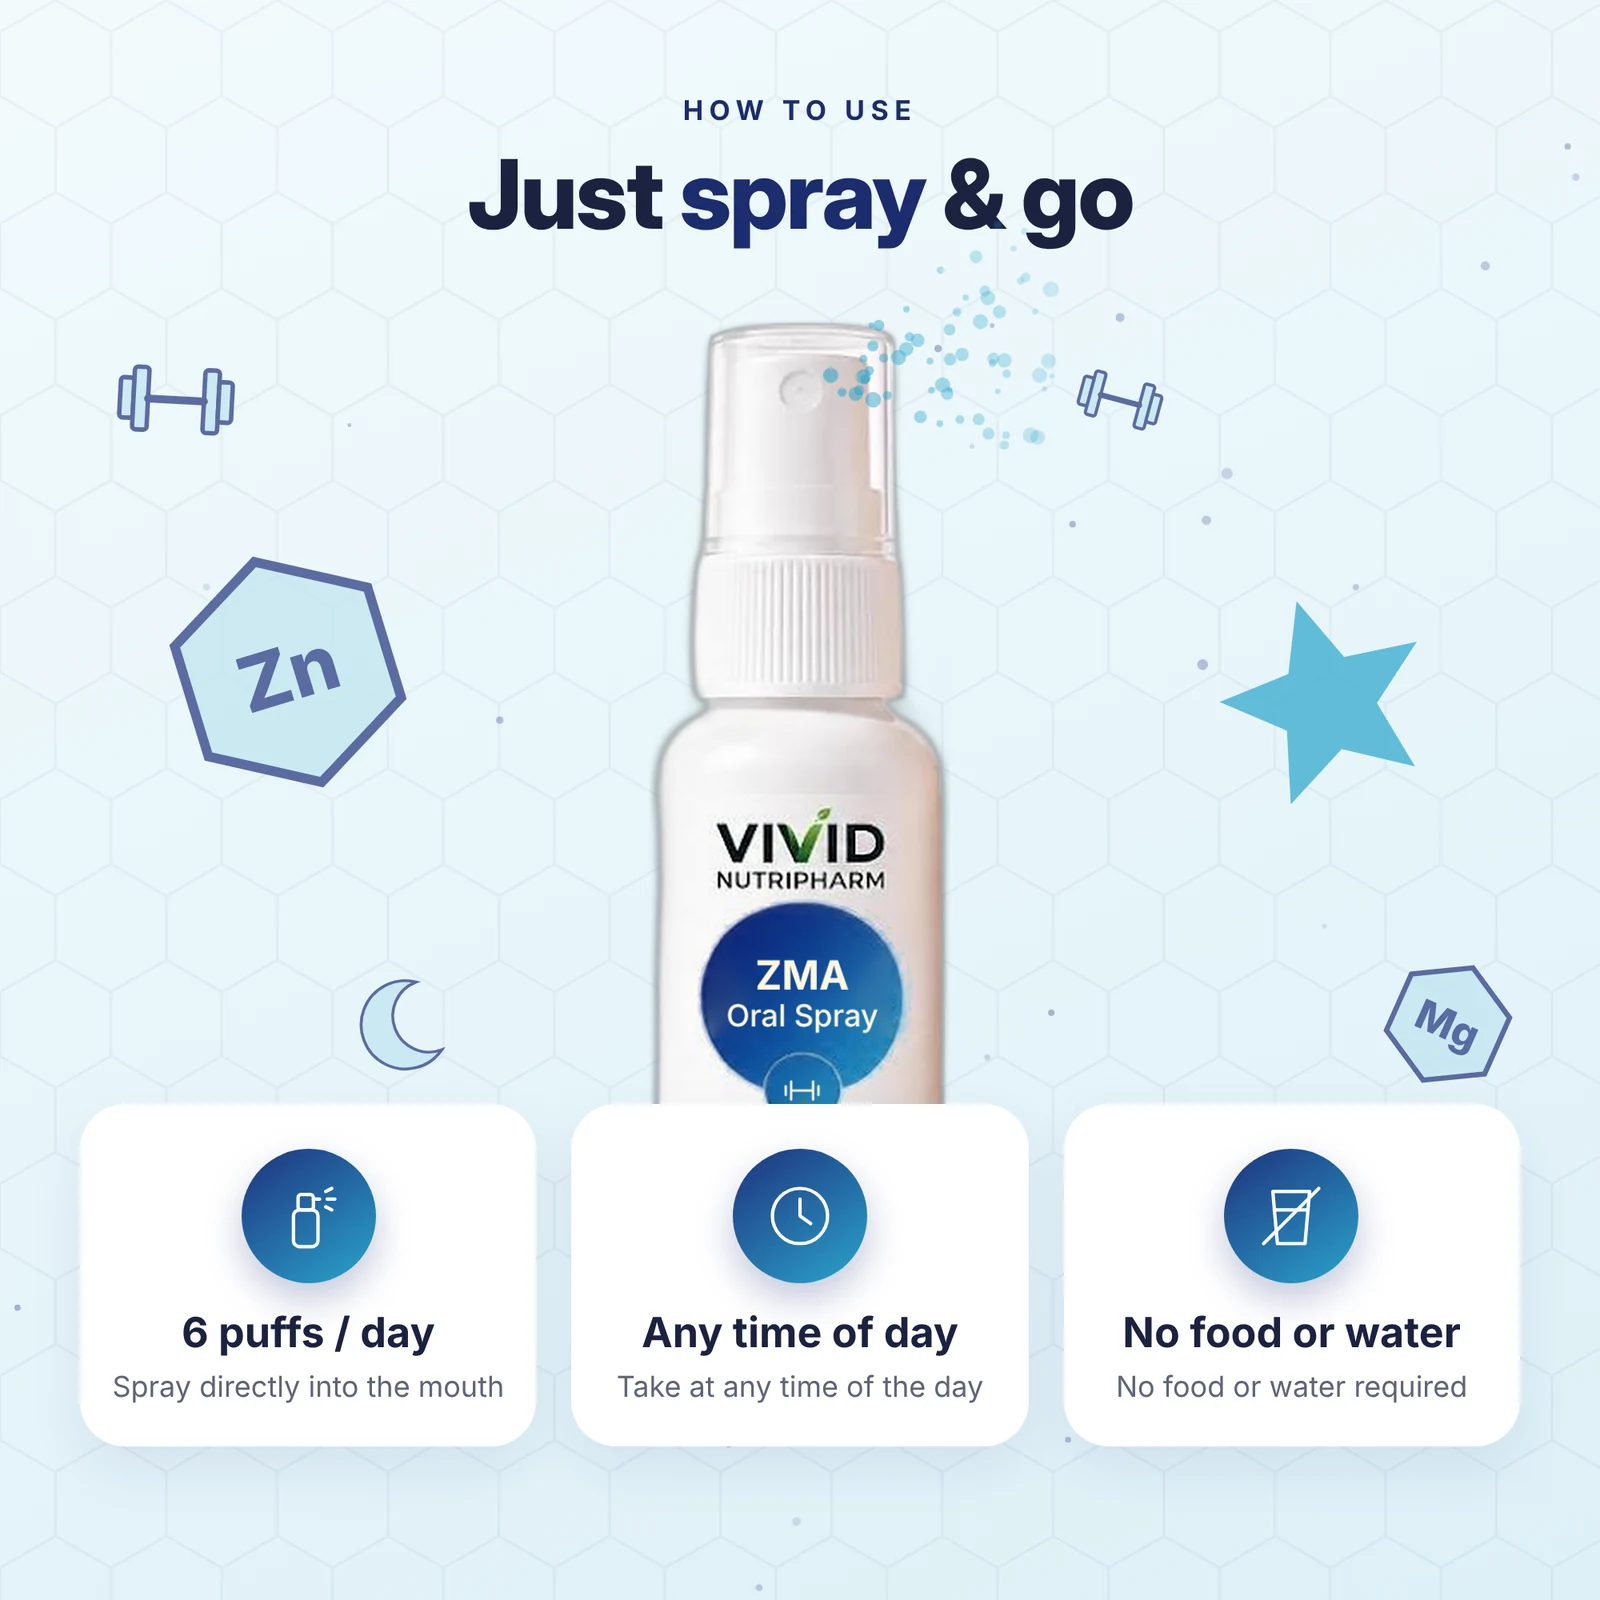 HOW TO USE
Just spray & go
Zn
VIVID
NUTRIPHARM
ZMA
Oral Spray
Mg
6 puffs / day
Spray directly into the mouth
Any time of day
Take at any time of the day
No food or water
No food or water required